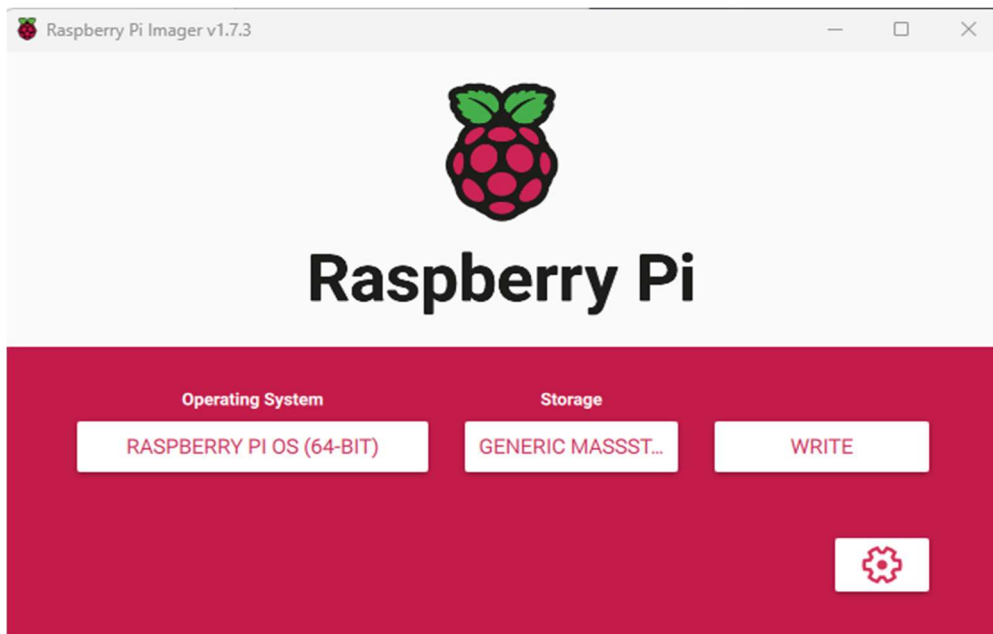 Raspberry Pi Imager v1.7.3
Raspberry Pi
Operating System
Storage
RASPBERRY PI OS (64-BIT)
GENERIC MASSST...
WRITE